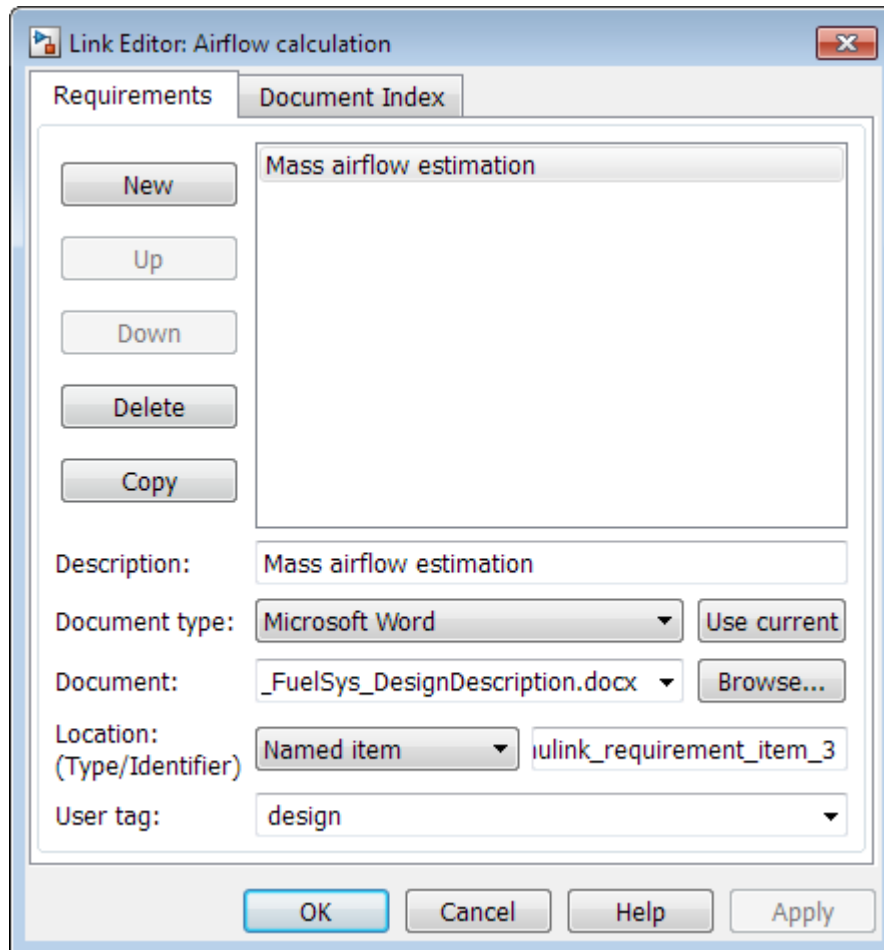 Link Editor: Airflow calculation
Requirements
Document Index
New
Mass airflow estimation
Up
Down
Delete
Copy
Description: Mass airflow estimation
Document type: Microsoft Word Use current
Document: _FuelSys_DesignDescription.docx Browse...
Location:
(Type/Identifier) Named item ulink_requirement_item_3
User tag: design
OK Cancel Help Apply